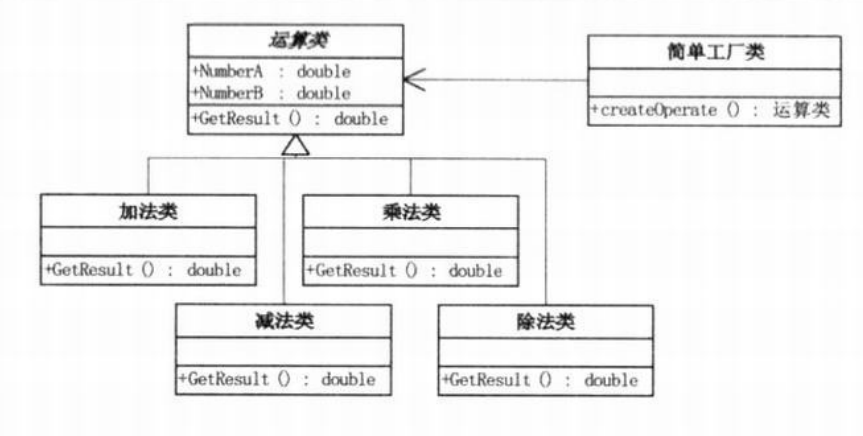 运算类
+NumberA : double
+NumberB : double
+GetResult () : double
简单工厂类
+createOperate () : 运算类
加法类
+GetResult () : double
乘法类
+GetResult () : double
减法类
+GetResult () : double
除法类
+GetResult () : double